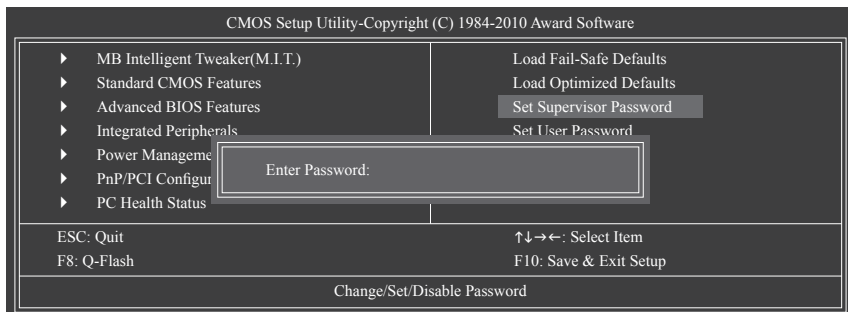 CMOS Setup Utility-Copyright (C) 1984-2010 Award Software
MB Intelligent Tweaker(M.I.T.)
Standard CMOS Features
Advanced BIOS Features
Integrated Peripherals
Power Manageme
PnP/PCI Configur
PC Health Status
Load Fail-Safe Defaults
Load Optimized Defaults
Set Supervisor Password
Set User Password
Enter Password:
ESC: Quit
F8: Q-Flash
↑↓→←: Select Item
F10: Save & Exit Setup
Change/Set/Disable Password